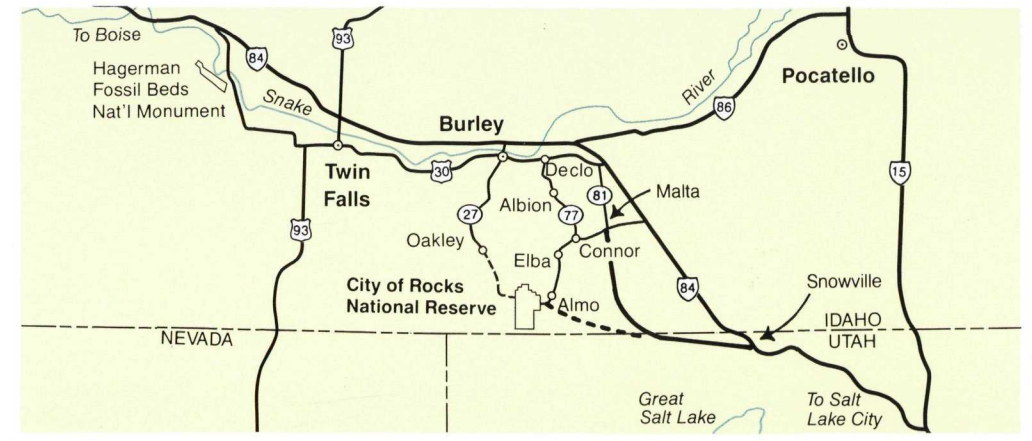 To Boise
84
93
Hagerman
Fossil Beds
Nat'l Monument
Snake
River
Pocatello
86
Burley
Twin
Falls
30
Declo
15
Malta
81
Albion
77
27
93
Oakley
Connor
Elba
City of Rocks
National Reserve
Almo
84
Snowville
IDAHO
NEVADA
UTAH
Great
Salt Lake
To Salt
Lake City